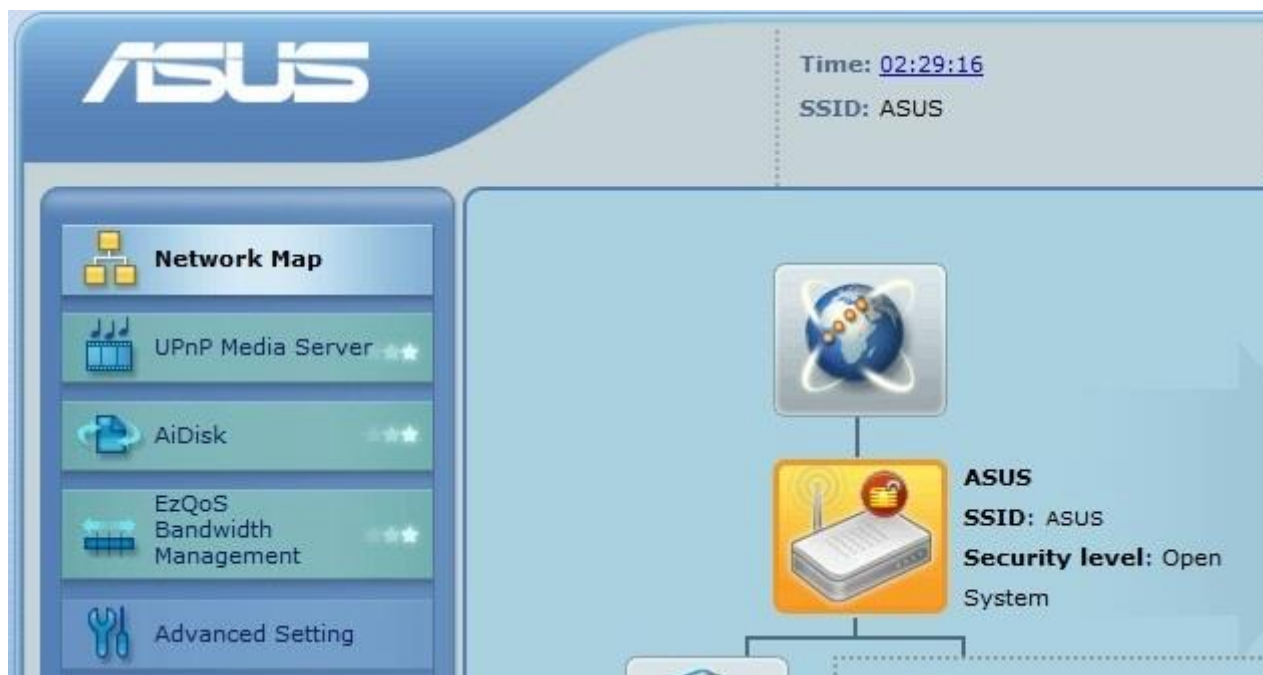 ASUS
Time: 02:29:16
SSID: ASUS
Network Map
UPnP Media Server
AiDisk
EzQoS
Bandwidth
Management
Advanced Setting
ASUS
SSID: ASUS
Security level: Open
System